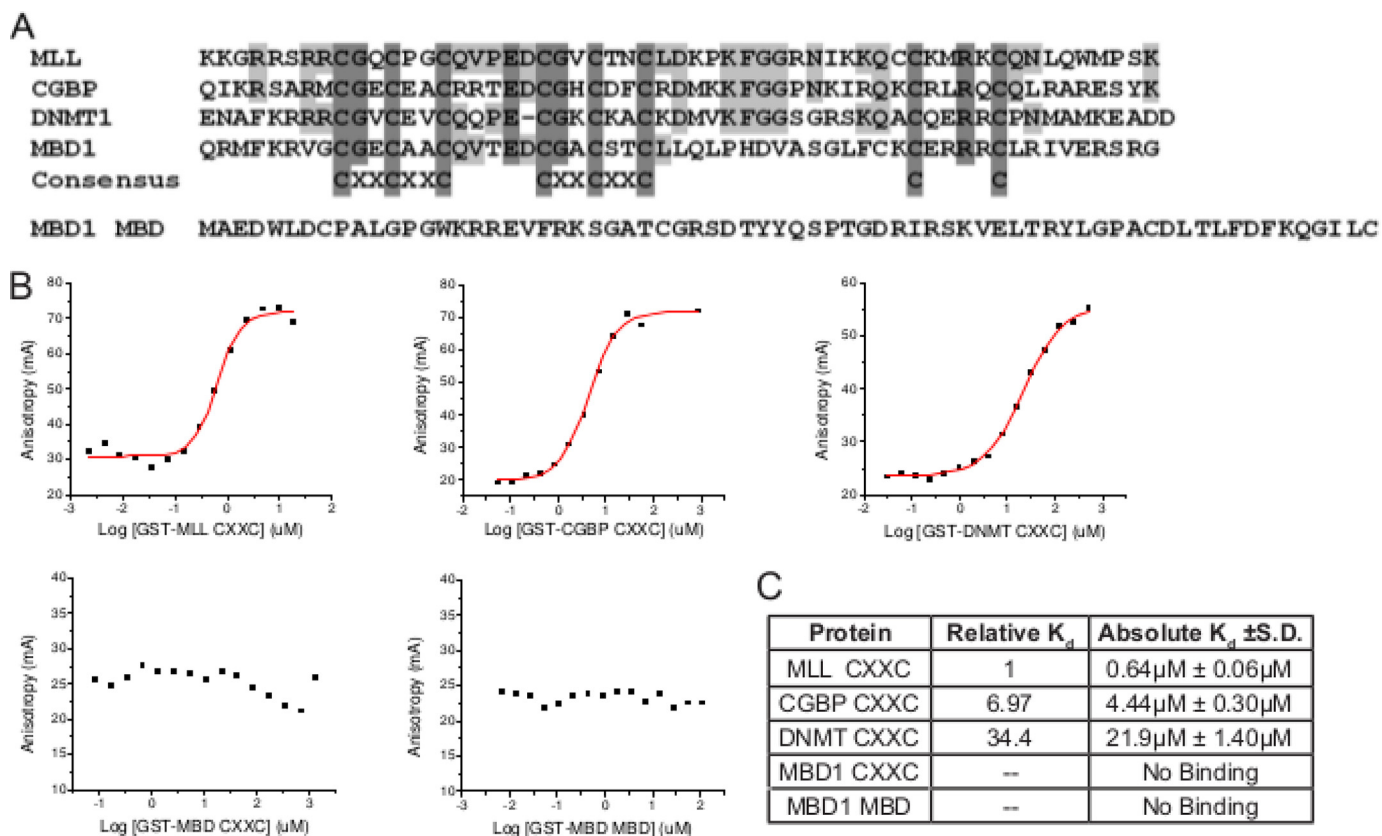 A
MLL KKGRRSRRCGQCPGCQVPEDCGVCTNCLDKPKFGGRNIKKQCCKMRKCQNLQWMPSK
CGBP QIKRSARMCGECEACRRTEDCGHCDFCRDMKKFGGPNKIRQKCRLRQCQLRARESYK
DNMT1 ENAFKRRRCGVCEVCQQPE-CGKCKACKDMVKFGGSGRSKQACQERRCPNMAMKEADD
MBD1 QRMFKRVGCGECAACQVTEDCGACSTCLLQLPHDVASGLFCKCERRRCLRIVERSRG
Consensus CXXCXXC CXXCXXC C C
MBD1 MBD MAEDWLDCPALGPGWKRREVFRKSGATCGRSDTYYQSPTGDRIRSKVELTRYLGPACDLTLFDFKQGILC
B
Anisotropy (mA)
80
70
60
50
40
30
20
-3 -2 -1 0 1 2
Log [GST-MLL CXXC] (uM)
Anisotropy (mA)
80
70
60
50
40
30
20
-2 -1 0 1 2 3
Log [GST-CGBP CXXC] (uM)
Anisotropy (mA)
60
50
40
30
20
-2 -1 0 1 2 3
Log [GST-DNMT CXXC] (uM)
Anisotropy (mA)
40
35
30
25
20
15
10
-1 0 1 2 3
Log [GST-MBD CXXC] (uM)
Anisotropy (mA)
40
35
30
25
20
15
10
-2 -1 0 1 2
Log [GST-MBD MBD] (uM)
C
Protein Relative Kd Absolute Kd ±S.D.
MLL CXXC 1 0.64µM ± 0.06µM
CGBP CXXC 6.97 4.44µM ± 0.30µM
DNMT CXXC 34.4 21.9µM ± 1.40µM
MBD1 CXXC -- No Binding
MBD1 MBD -- No Binding